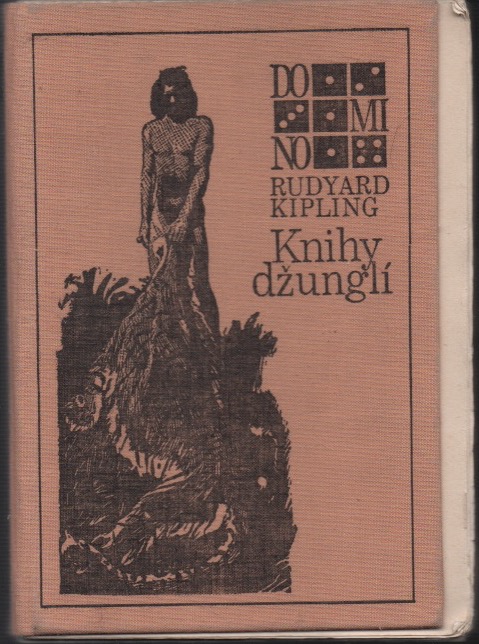 DO
MI
NO
RUDYARD
KIPLING
Knihy
džunglí